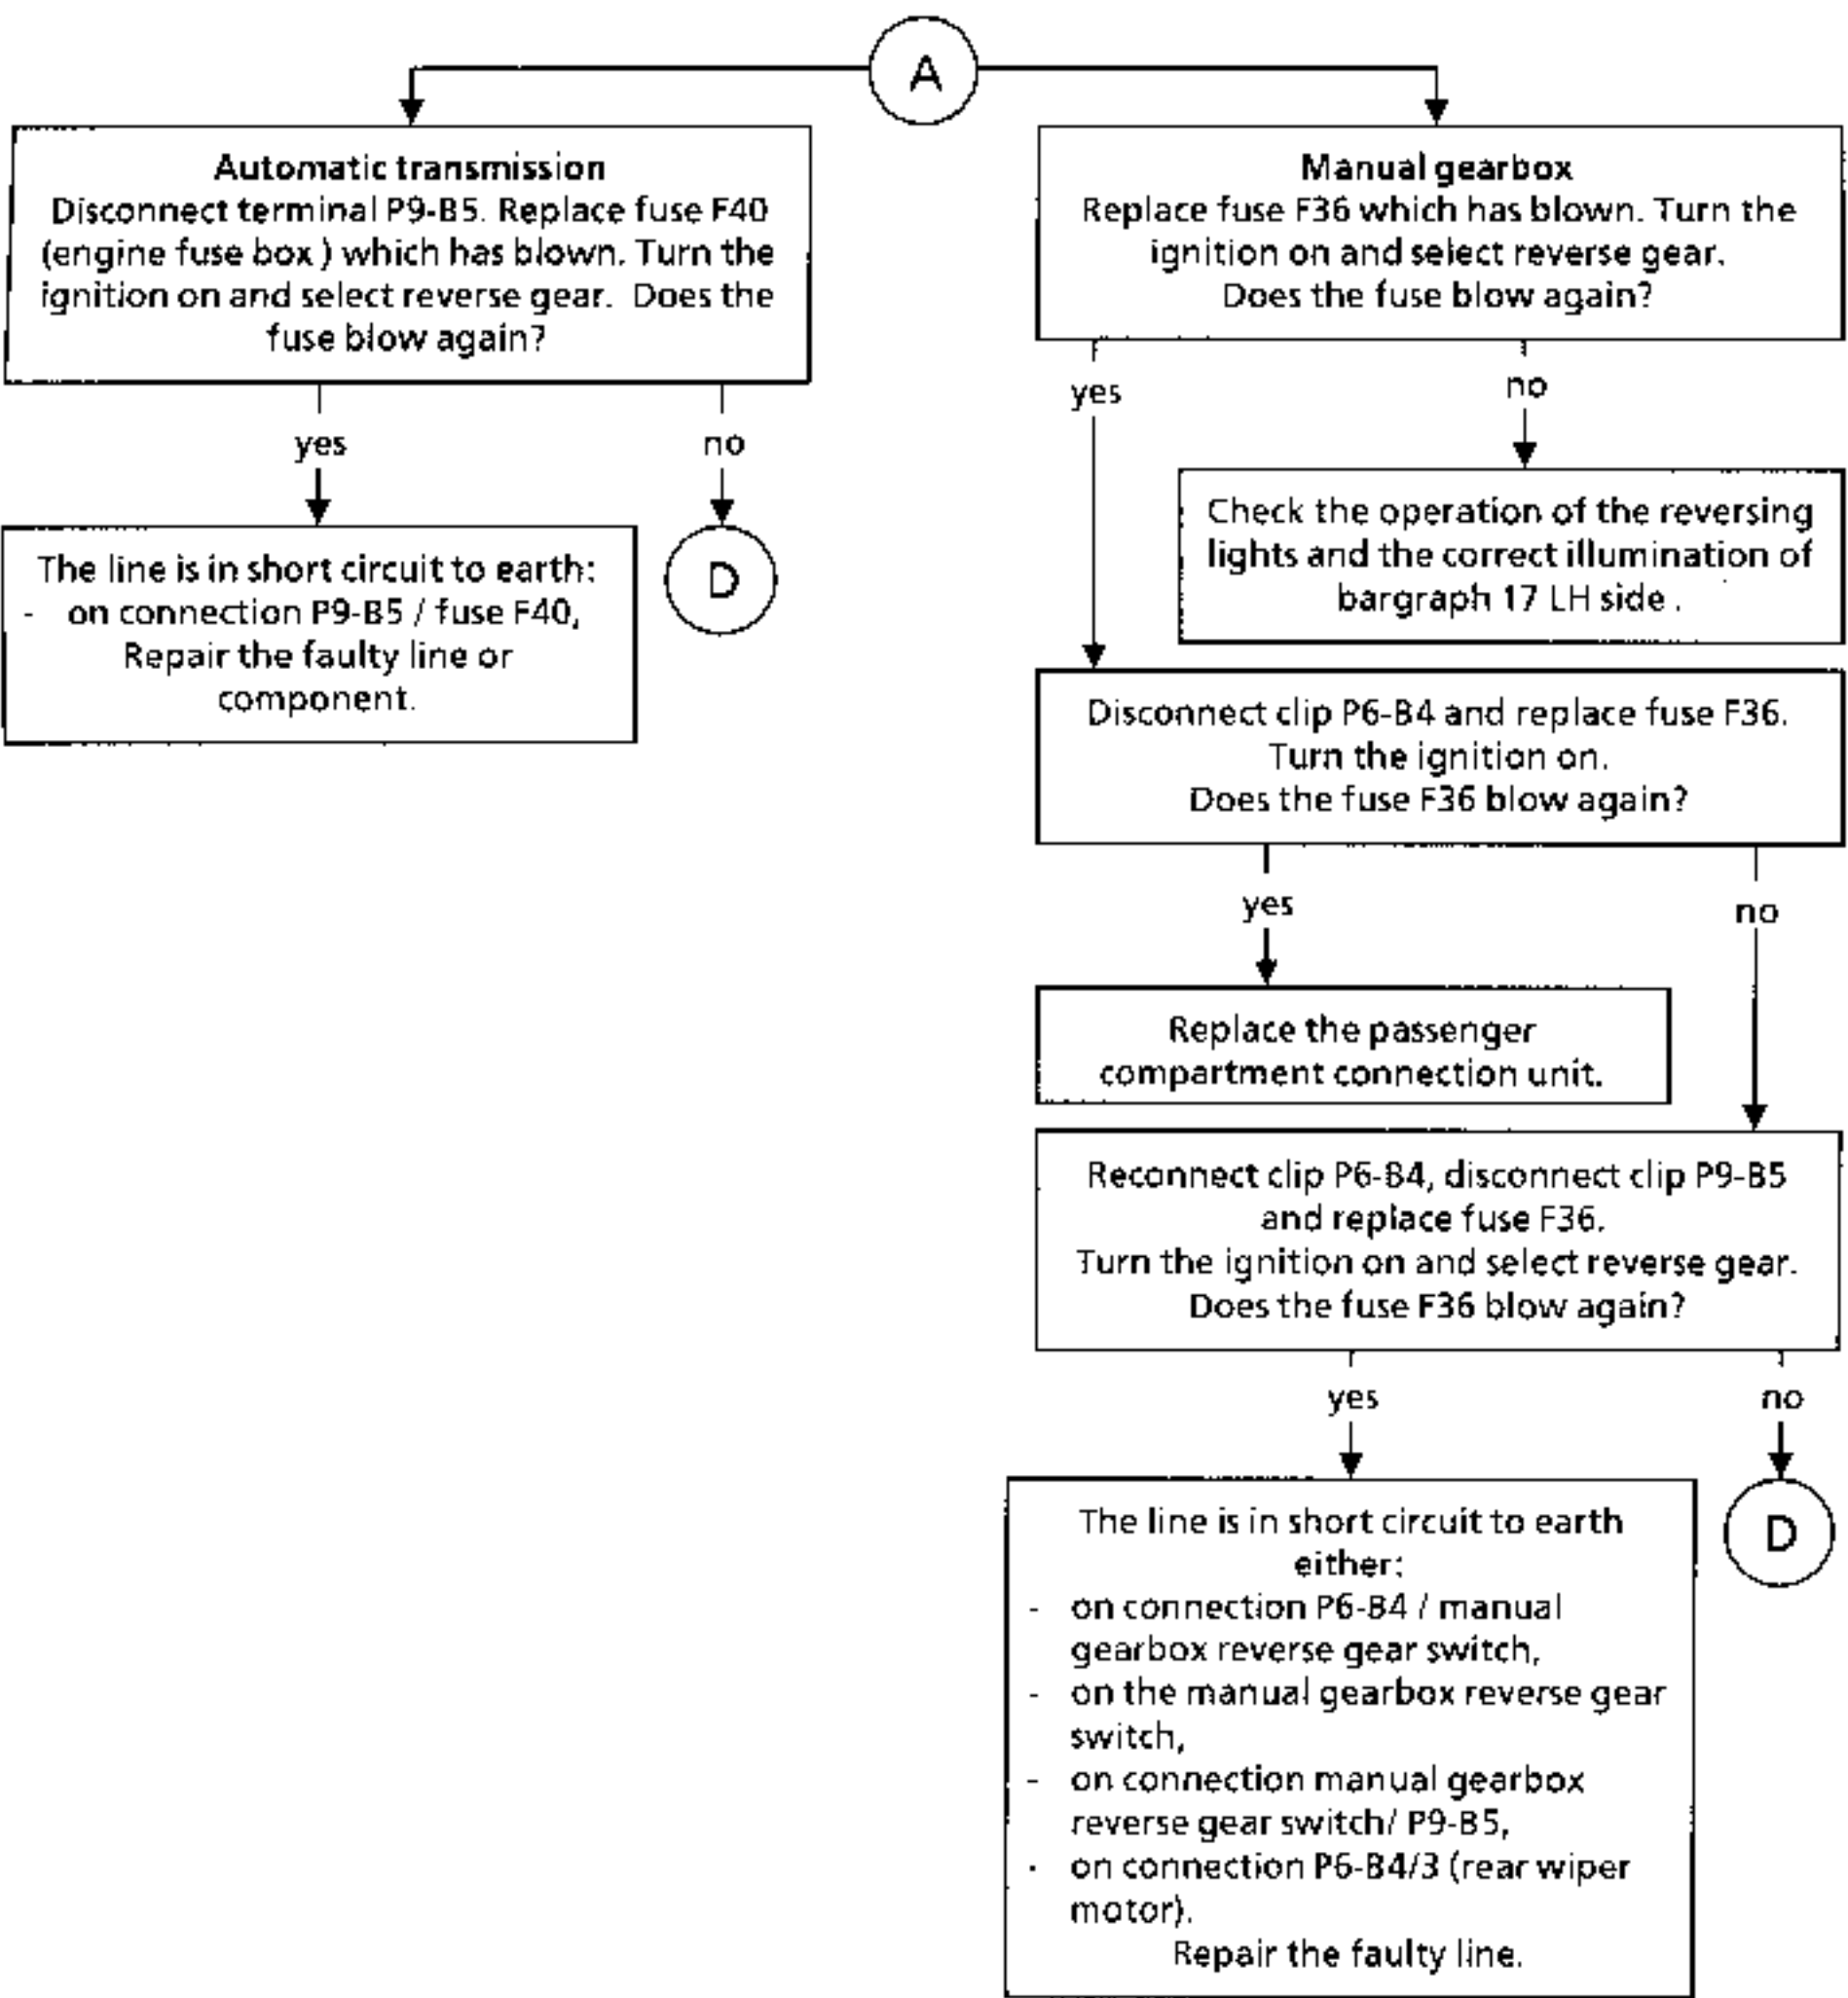 A
Automatic transmission
Disconnect terminal P9-B5. Replace fuse F40
(engine fuse box ) which has blown. Turn the
ignition on and select reverse gear. Does the
fuse blow again?
yes
no
The line is in short circuit to earth:
- on connection P9-B5 / fuse F40,
Repair the faulty line or
component.
D
Manual gearbox
Replace fuse F36 which has blown. Turn the
ignition on and select reverse gear.
Does the fuse blow again?
yes
no
Check the operation of the reversing
lights and the correct illumination of
bargraph 17 LH side .
Disconnect clip P6-B4 and replace fuse F36.
Turn the ignition on.
Does the fuse F36 blow again?
yes
no
Replace the passenger
compartment connection unit.
Reconnect clip P6-B4, disconnect clip P9-B5
and replace fuse F36.
Turn the ignition on and select reverse gear.
Does the fuse F36 blow again?
yes
no
The line is in short circuit to earth
either:
- on connection P6-B4 / manual
gearbox reverse gear switch,
- on the manual gearbox reverse gear
switch,
- on connection manual gearbox
reverse gear switch/ P9-B5,
- on connection P6-B4/3 (rear wiper
motor).
Repair the faulty line.
D